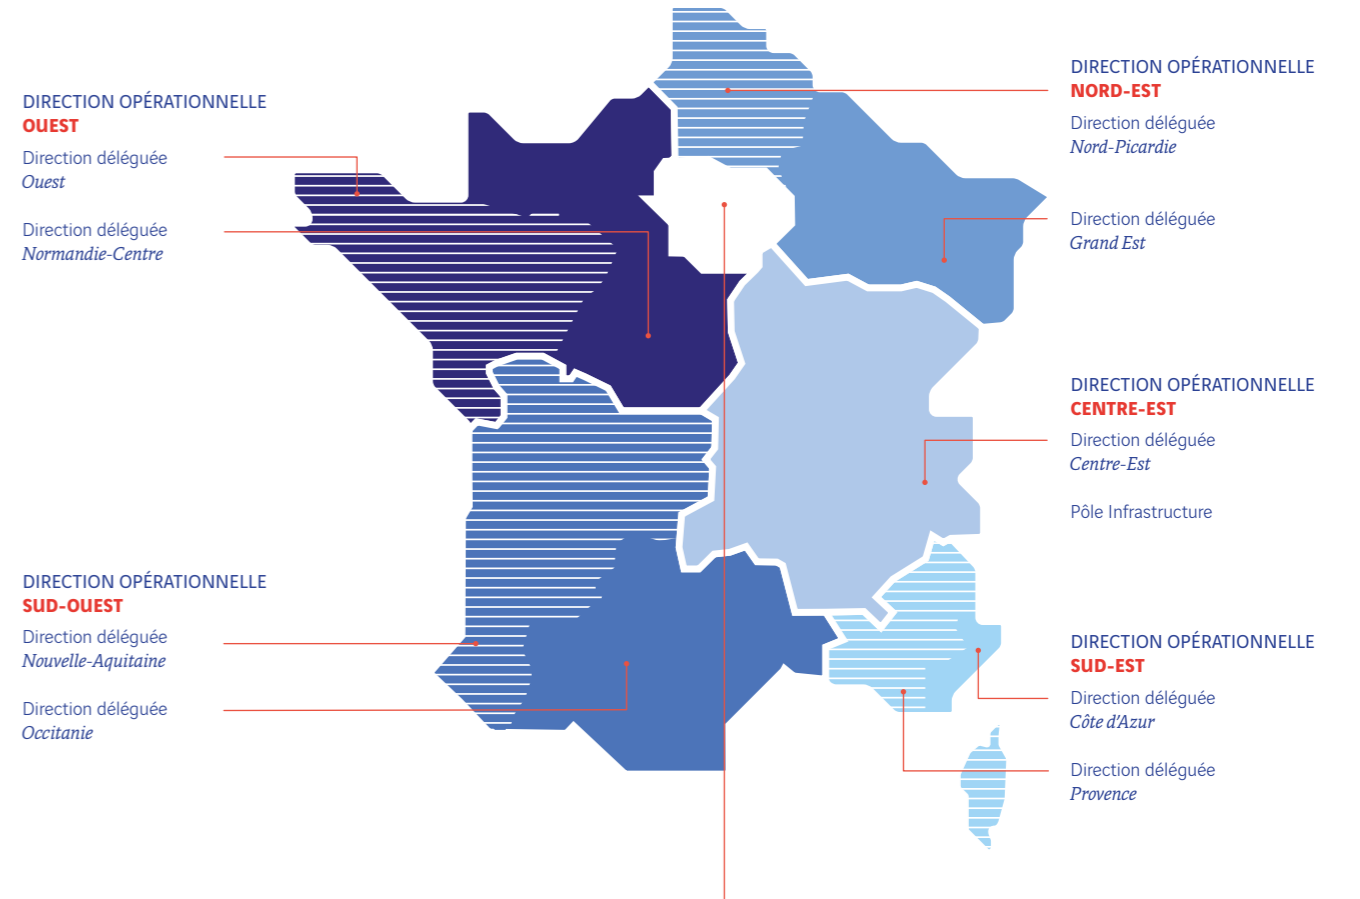 DIRECTION OPÉRATIONNELLE
OUEST
Direction déléguée
Ouest
Direction déléguée
Normandie-Centre
DIRECTION OPÉRATIONNELLE
SUD-OUEST
Direction déléguée
Nouvelle-Aquitaine
Direction déléguée
Occitanie
DIRECTION OPÉRATIONNELLE
NORD-EST
Direction déléguée
Nord-Picardie
Direction déléguée
Grand Est
DIRECTION OPÉRATIONNELLE
CENTRE-EST
Direction déléguée
Centre-Est
Pôle Infrastructure
DIRECTION OPÉRATIONNELLE
SUD-EST
Direction déléguée
Côte d'Azur
Direction déléguée
Provence